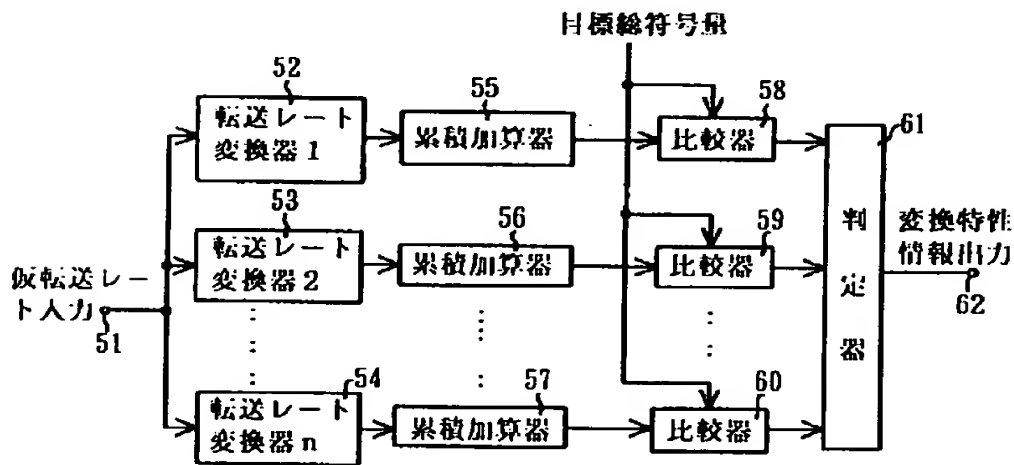 目標総符号量
52
転送レート
変換器1
55
累積加算器
58
比較器
61
53
転送レート
変換器2
56
累積加算器
59
比較器
判定器
変換特性
情報出力
62
仮転送レー
ト入力
51
54
転送レート
変換器n
57
累積加算器
60
比較器